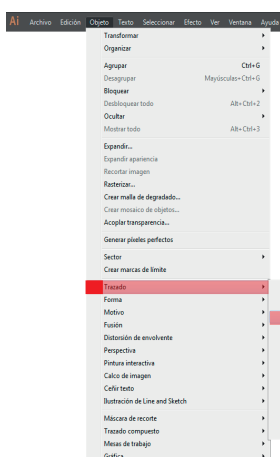 Ai Archivo Edición Objeto Texto Seleccionar Efecto Ver Ventana Ayuda
Transformar
Organizar
Agrupar Ctrl+G
Desagrupar Mayúsculas+Ctrl+G
Bloquear
Desbloquear todo Alt+Ctrl+2
Ocultar
Mostrar todo Alt+Ctrl+3
Expandir...
Expandir apariencia
Recortar imagen
Rasterizar...
Crear malla de degradado...
Crear mosaico de objetos...
Acoplar transparencia...
Generar píxeles perfectos
Sector
Crear marcas de límite
Trazado
Forma
Motivo
Fusión
Distorsión de envolvente
Perspectiva
Pintura interactiva
Calco de imagen
Ceñir texto
Ilustración de Line and Sketch
Máscara de recorte
Trazado compuesto
Mesas de trabajo
Gráfica